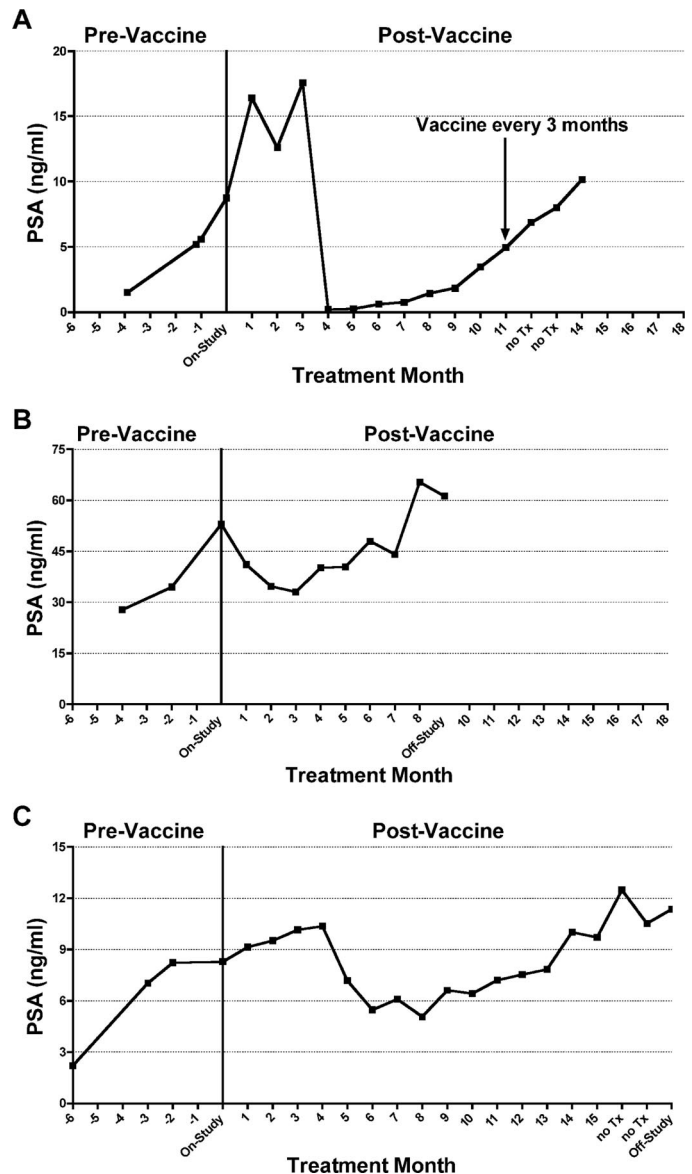 A
Pre-Vaccine Post-Vaccine
20
15
10
5
0
PSA (ng/ml)
Vaccine every 3 months
-6 -5 -4 -3 -2 -1 On-Study 1 2 3 4 5 6 7 8 9 10 11 no Tx no Tx 14 15 16 17 18
Treatment Month
B
Pre-Vaccine Post-Vaccine
75
60
45
30
15
0
PSA (ng/ml)
-6 -5 -4 -3 -2 -1 On-Study 1 2 3 4 5 6 7 8 Off-Study 10 11 12 13 14 15 16 17 18
Treatment Month
C
Pre-Vaccine Post-Vaccine
15
12
9
6
3
0
PSA (ng/ml)
-6 -5 -4 -3 -2 -1 On-Study 1 2 3 4 5 6 7 8 9 10 11 12 13 14 15 no Tx no Tx Off-Study
Treatment Month